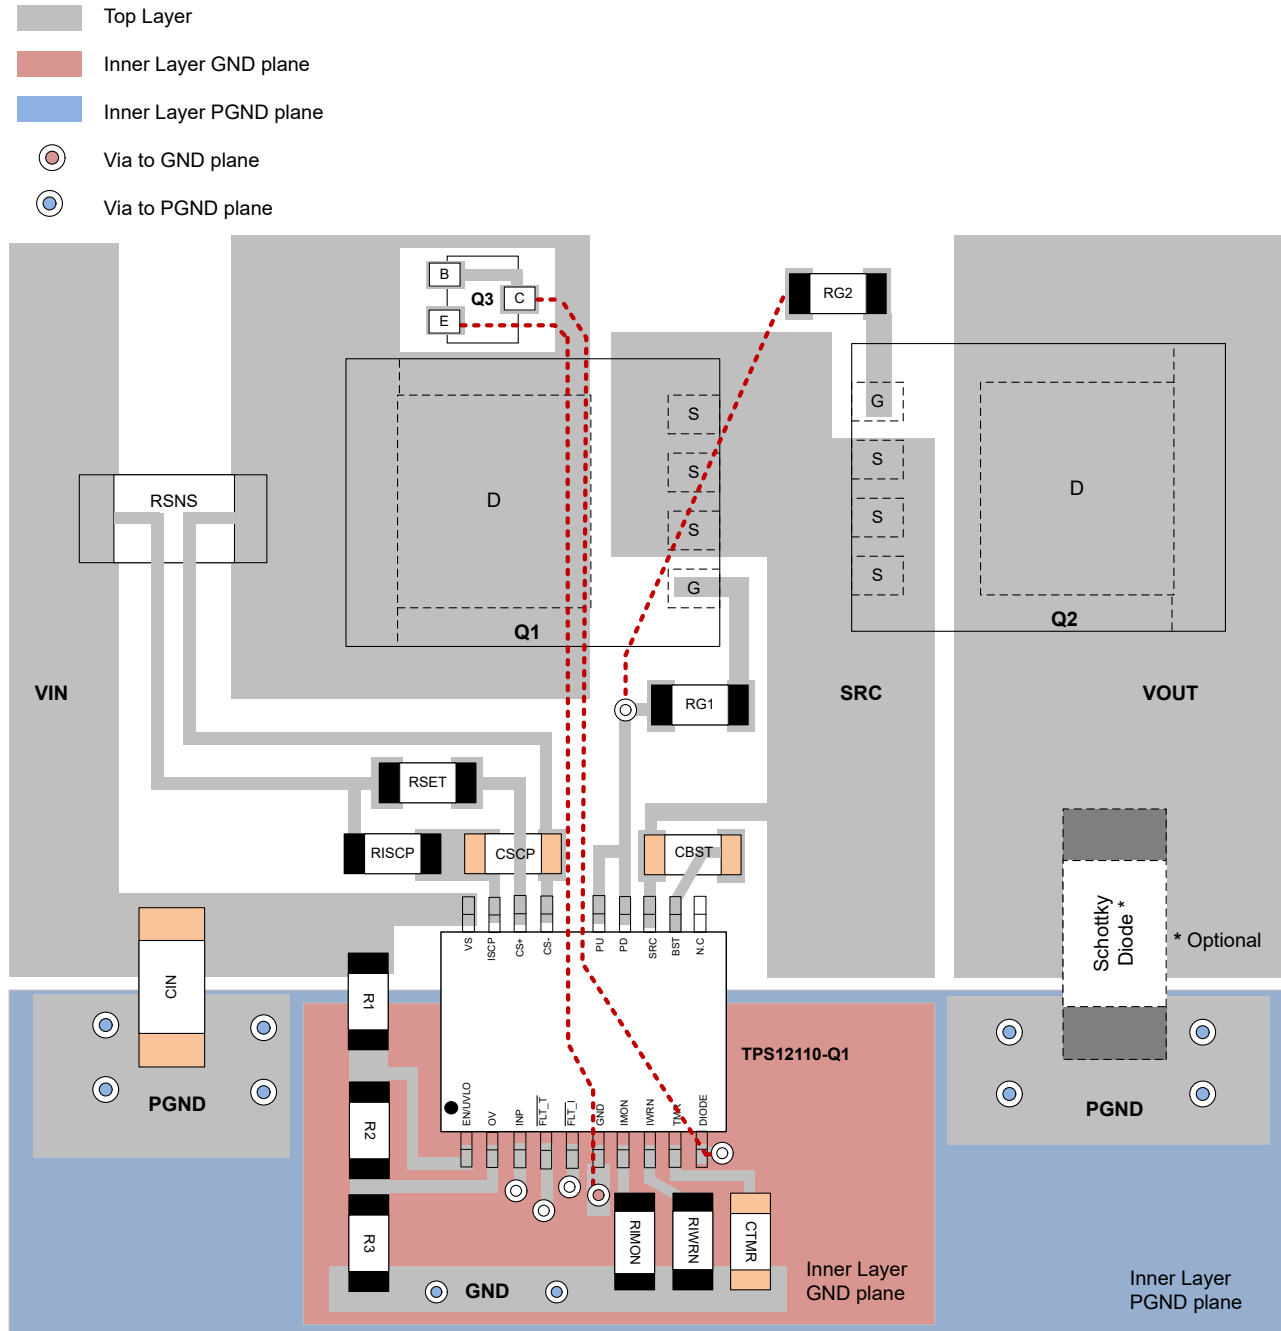 Top Layer
Inner Layer GND plane
Inner Layer PGND plane
Via to GND plane
Via to PGND plane
B
Q3
C
E
RG2
G
S
S
S
S
S
S
D
D
RSNS
G
Q1
Q2
VIN
RG1
SRC
VOUT
RSET
RISCP
CSCP
CBST
Schottky
Diode *
* Optional
VS
ISCP
CS+
CS-
PU
PD
SRC
BST
N.C
CIN
R1
TPS12110-Q1
PGND
PGND
EN/UVLO
OV
INP
FLT_T
FLT_I
GND
IMON
IWRN
TMR
DIODE
R2
R3
RIMON
RIWRN
CTMR
GND
Inner Layer
GND plane
Inner Layer
PGND plane